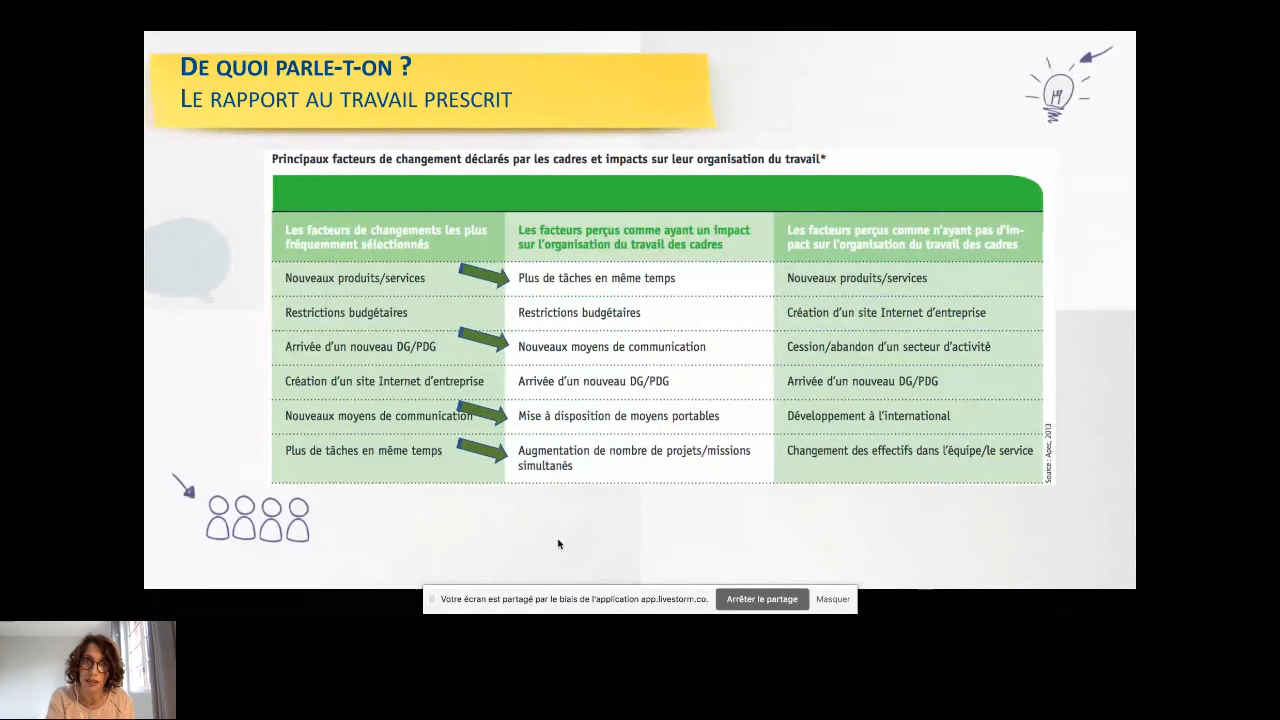 DE QUOI PARLE-T-ON ?
LE RAPPORT AU TRAVAIL PRESCRIT
Principaux facteurs de changement déclarés par les cadres et impacts sur leur organisation du travail*
Les facteurs de changements les plus
fréquemment sélectionnés
Les facteurs perçus comme ayant un impact
sur l'organisation du travail des cadres
Les facteurs perçus comme n'ayant pas d'im-
pact sur l'organisation du travail des cadres
Nouveaux produits/services
Plus de tâches en même temps
Nouveaux produits/services
Restrictions budgétaires
Restrictions budgétaires
Création d'un site Internet d'entreprise
Arrivée d'un nouveau DG/PDG
Nouveaux moyens de communication
Cession/abandon d'un secteur d'activité
Création d'un site Internet d'entreprise
Arrivée d'un nouveau DG/PDG
Arrivée d'un nouveau DG/PDG
Nouveaux moyens de communication
Mise à disposition de moyens portables
Développement à l'international
Plus de tâches en même temps
Augmentation de nombre de projets/missions
simultanés
Changement des effectifs dans l'équipe/le service
Source : Apec, 2013
Votre écran est partagé par le biais de l'application app.livestorm.co.
Arrêter le partage
Masquer